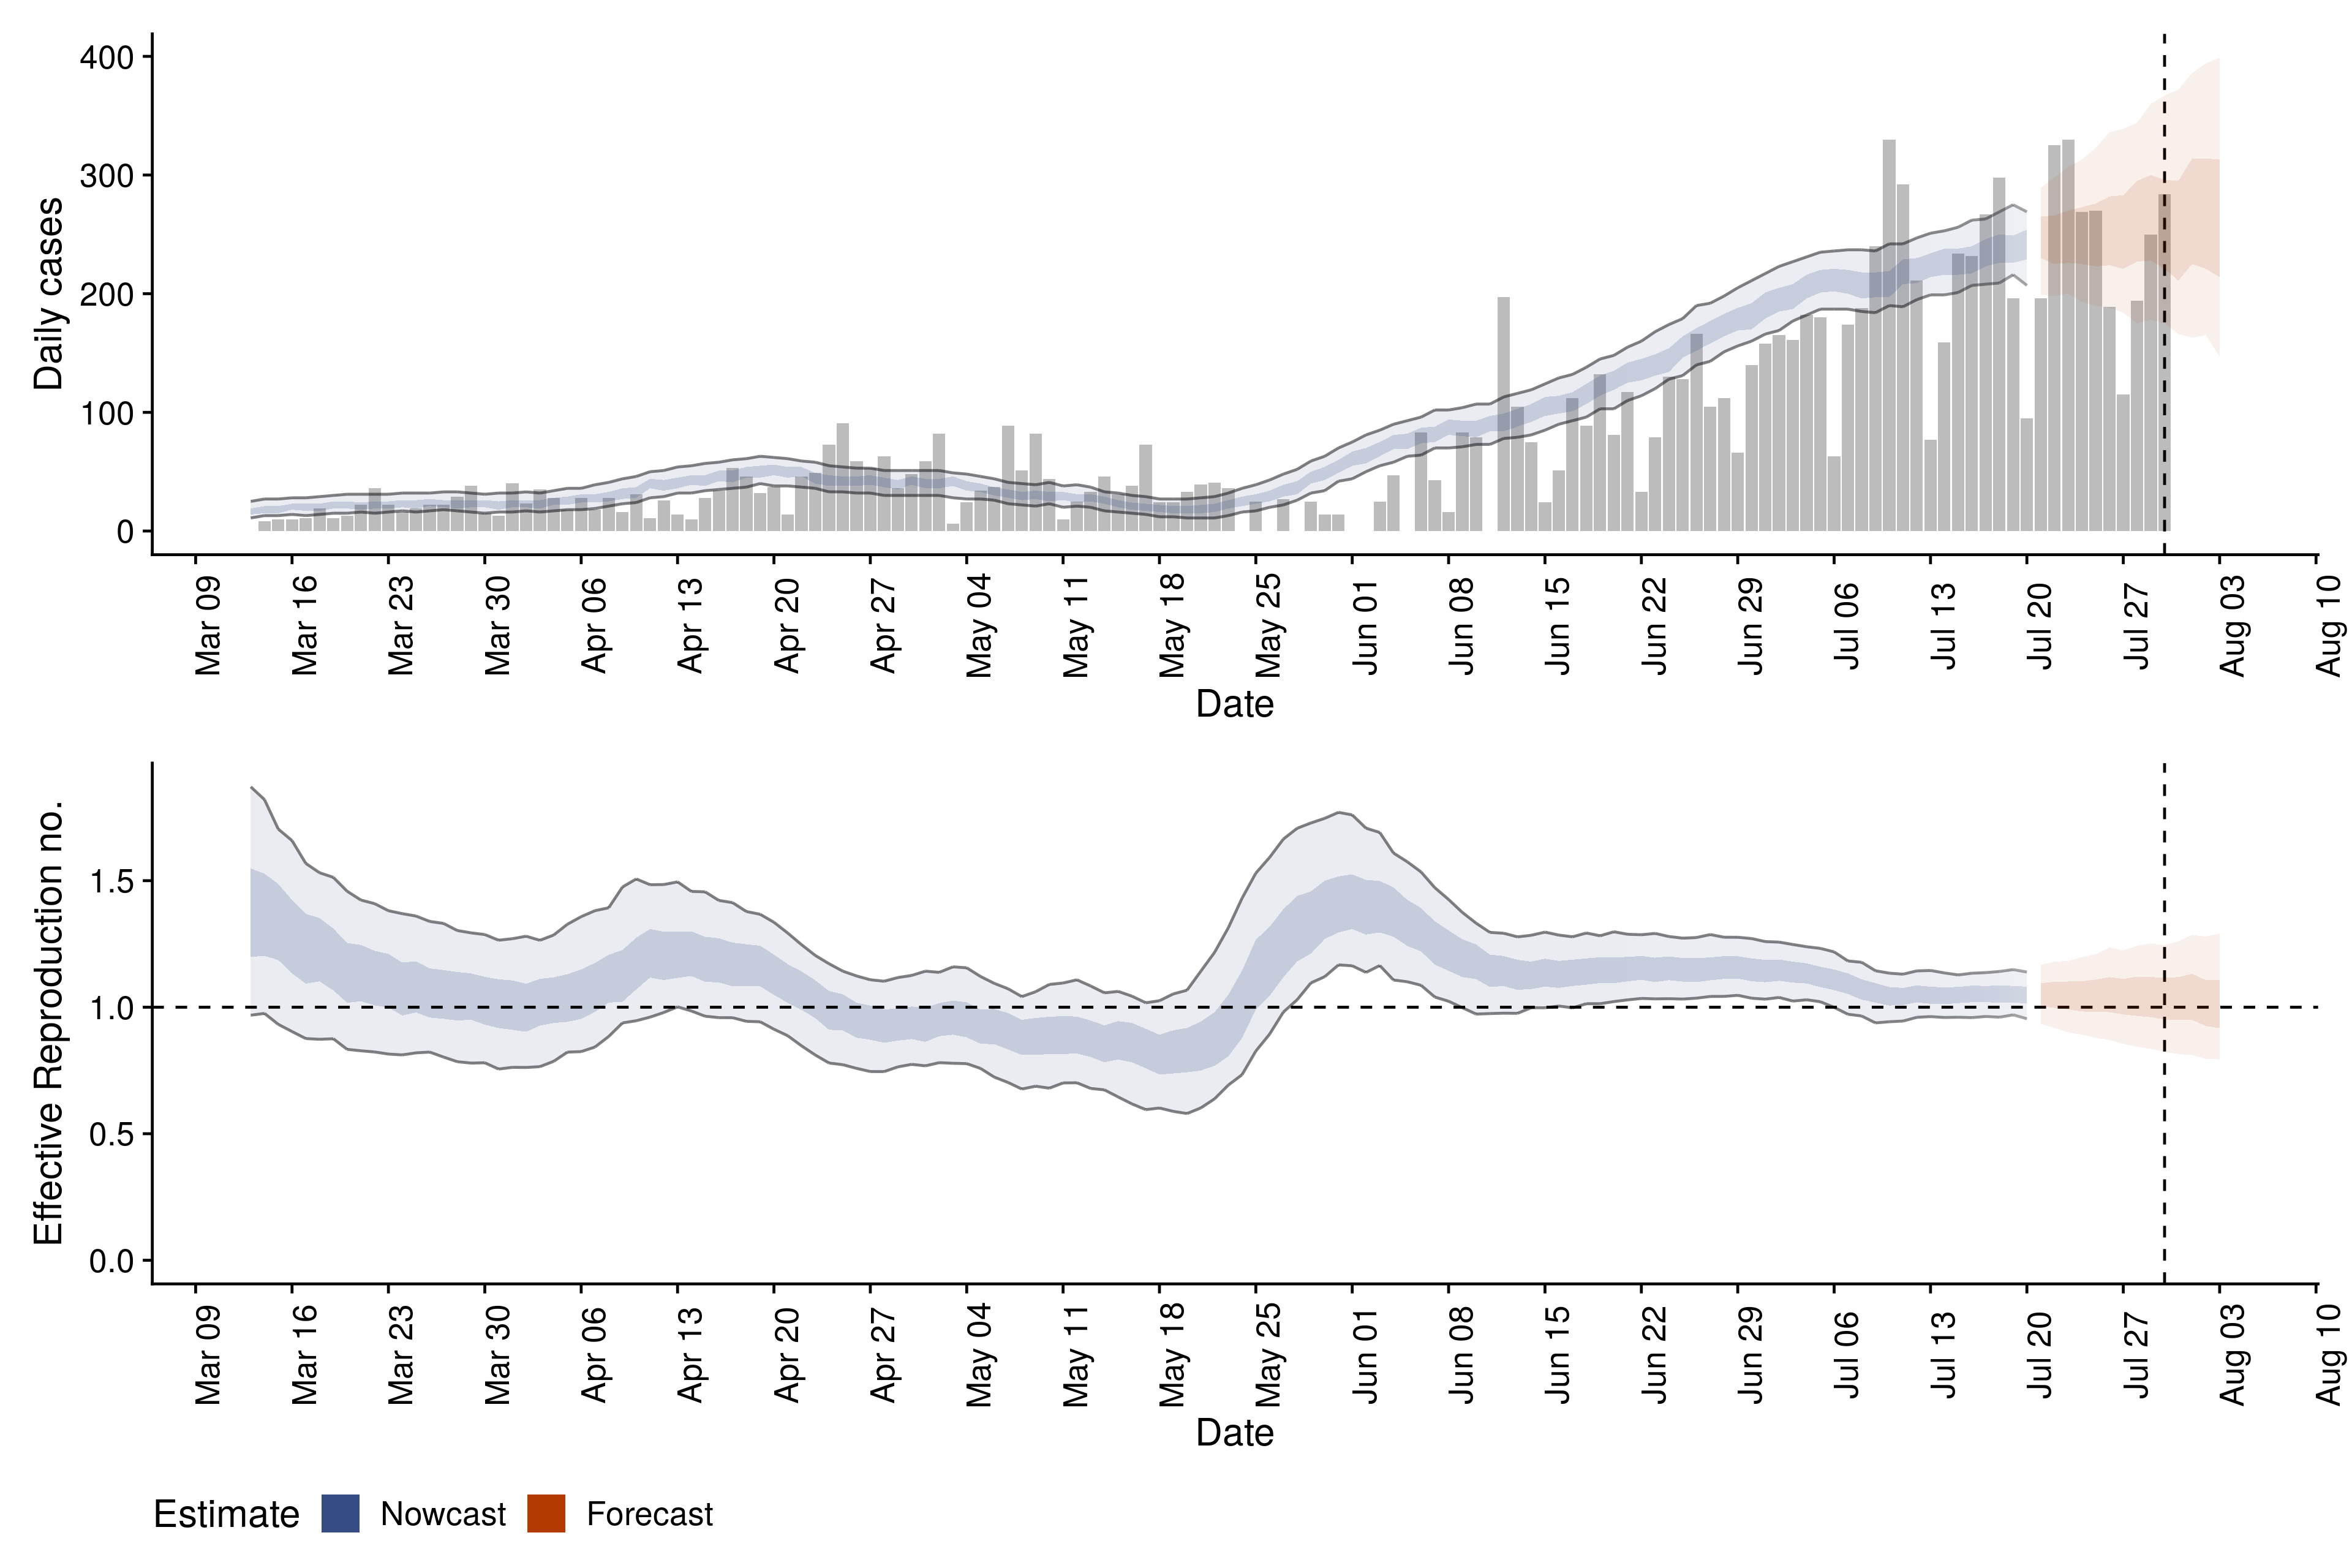 400
300
200
100
0
Daily cases
Mar 09
Mar 16
Mar 23
Mar 30
Apr 06
Apr 13
Apr 20
Apr 27
May 04
May 11
May 18
May 25
Jun 01
Jun 08
Jun 15
Jun 22
Jun 29
Jul 06
Jul 13
Jul 20
Jul 27
Aug 03
Aug 10
Date
1.5
1.0
0.5
0.0
Effective Reproduction no.
Mar 09
Mar 16
Mar 23
Mar 30
Apr 06
Apr 13
Apr 20
Apr 27
May 04
May 11
May 18
May 25
Jun 01
Jun 08
Jun 15
Jun 22
Jun 29
Jul 06
Jul 13
Jul 20
Jul 27
Aug 03
Aug 10
Date
Estimate Nowcast Forecast